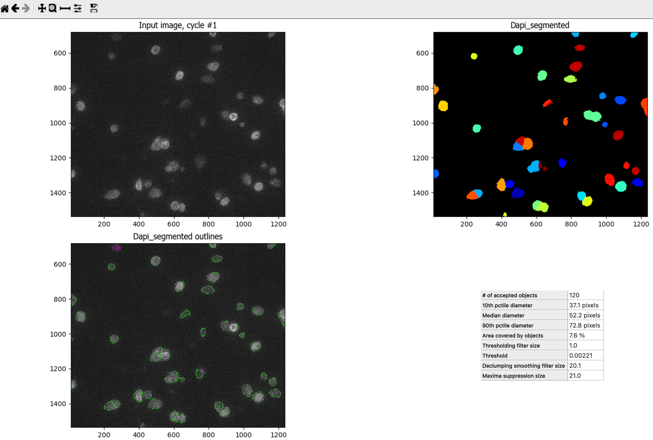 Input image, cycle #1
Dapi_segmented
600
800
1000
1200
1400
200 400 600 800 1000 1200
600
800
1000
1200
1400
200 400 600 800 1000 1200
Dapi_segmented outlines
600
800
1000
1200
1400
200 400 600 800 1000 1200
# of accepted objects 120
10th pctile diameter 37.1 pixels
Median diameter 52.2 pixels
90th pctile diameter 72.8 pixels
Area covered by objects 7.6 %
Thresholding filter size 1.0
Threshold 0.00221
Declumping smoothing filter size 20.1
Maxima suppression size 21.0